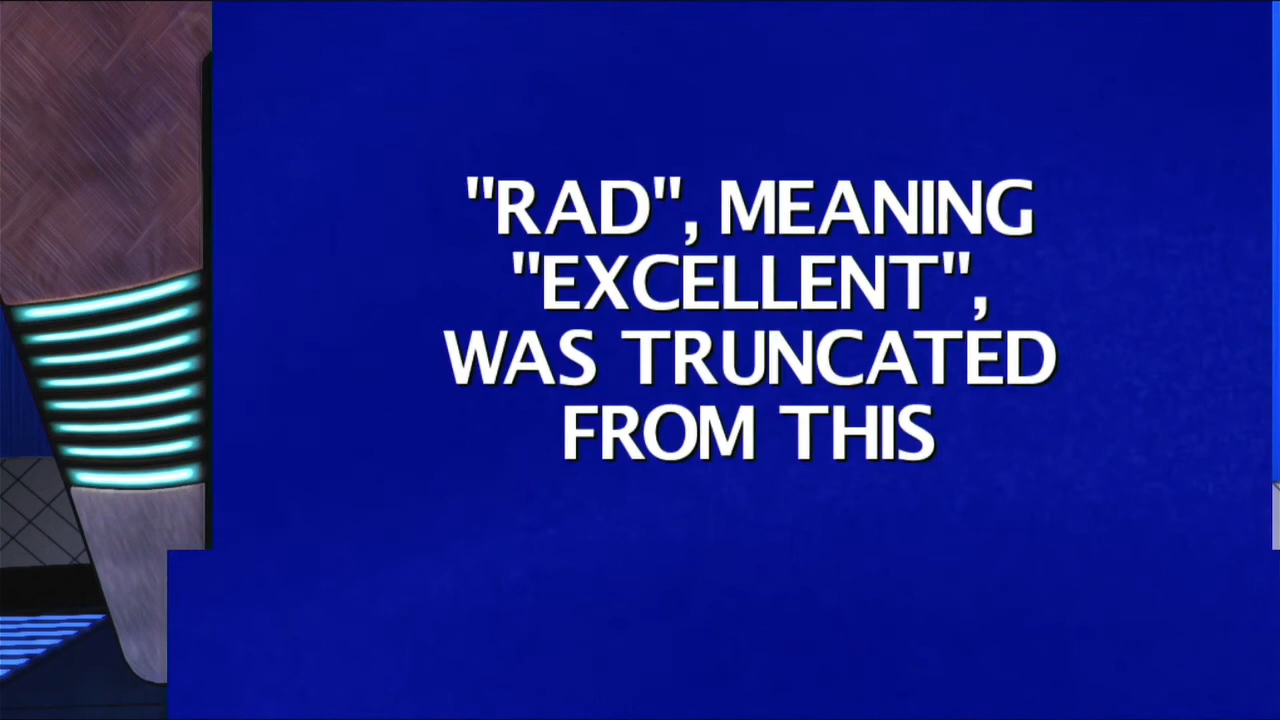 "RAD", MEANING
"EXCELLENT",
WAS TRUNCATED
FROM THIS